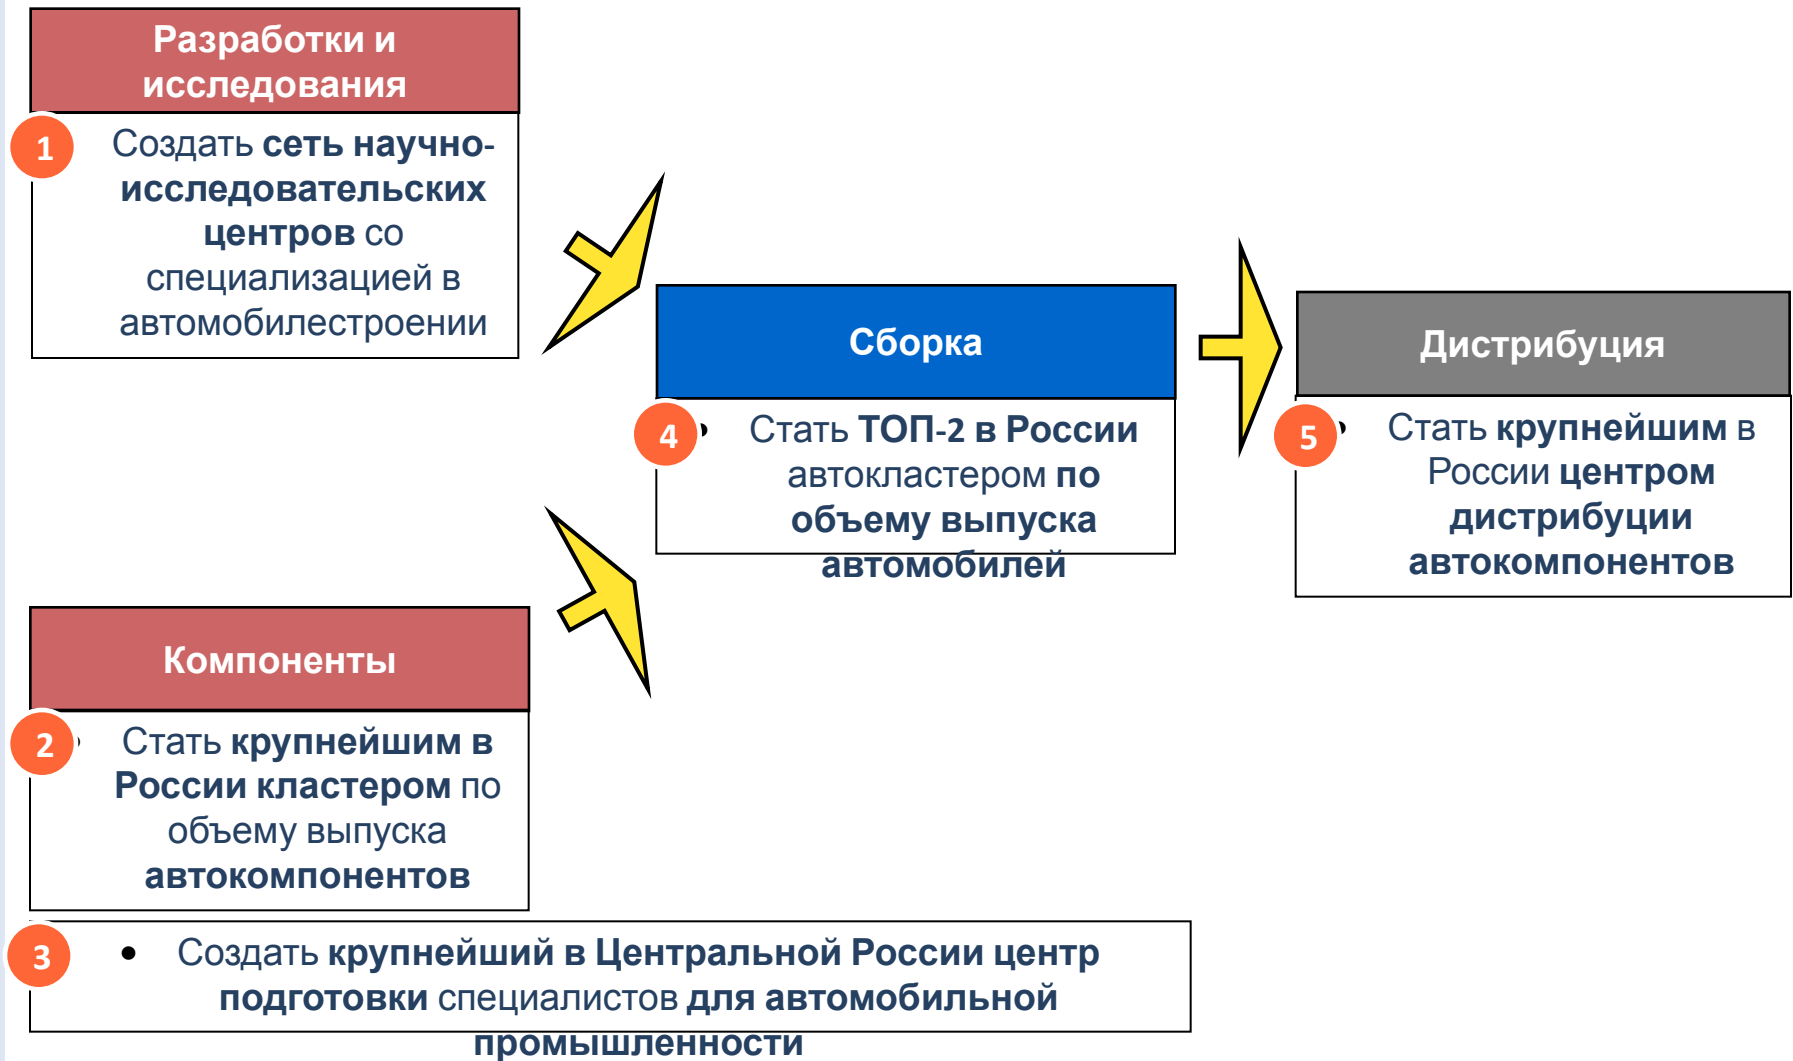 Разработки и
исследования
1
Создать сеть научно-
исследовательских
центров со
специализацией в
автомобилестроении
Компоненты
2
Стать крупнейшим в
России кластером по
объему выпуска
автокомпонентов
3
• Создать крупнейший в Центральной России центр
подготовки специалистов для автомобильной
промышленности
Сборка
4
• Стать ТОП-2 в России
автокластером по
объему выпуска
автомобилей
Дистрибуция
5
• Стать крупнейшим в
России центром
дистрибуции
автокомпонентов